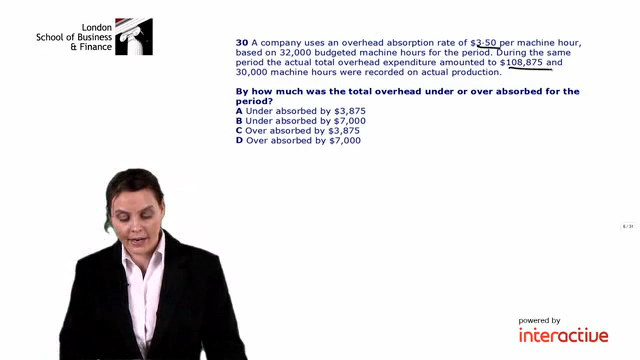 London
School of Business
& Finance
30 A company uses an overhead absorption rate of $3·50 per machine hour,
based on 32,000 budgeted machine hours for the period. During the same
period the actual total overhead expenditure amounted to $108,875 and
30,000 machine hours were recorded on actual production.
By how much was the total overhead under or over absorbed for the
period?
A Under absorbed by $3,875
B Under absorbed by $7,000
C Over absorbed by $3,875
D Over absorbed by $7,000
6 / 31
powered by
interactive